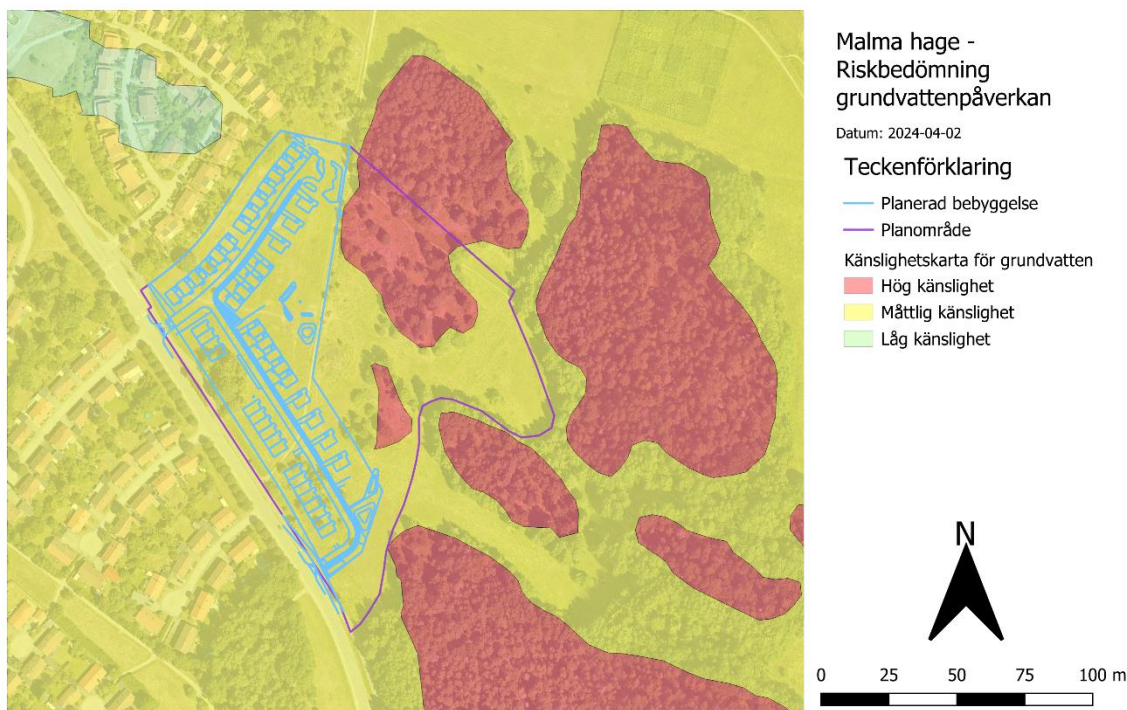 Malma hage -
Riskbedömning
grundvattenpåverkan
Datum: 2024-04-02
Teckenförklaring
Planerad bebyggelse
Planområde
Känslighetskarta för grundvatten
Hög känslighet
Måttlig känslighet
Låg känslighet
N
0 25 50 75 100 m